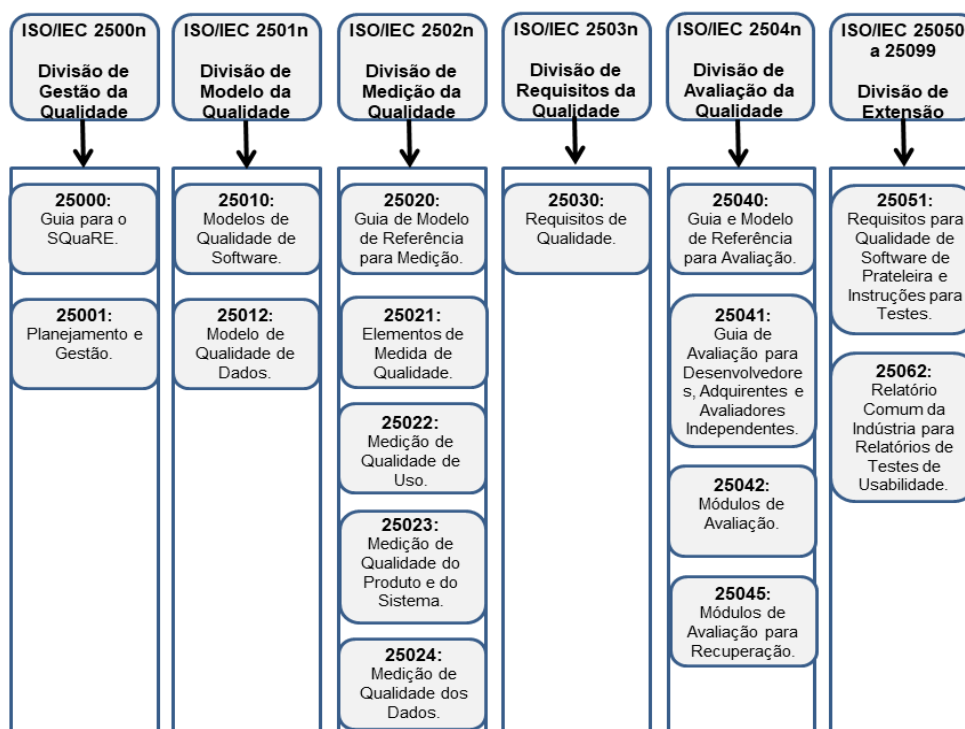 ISO/IEC 2500n
Divisão de
Gestão da
Qualidade
ISO/IEC 2501n
Divisão de
Modelo da
Qualidade
ISO/IEC 2502n
Divisão de
Medição da
Qualidade
ISO/IEC 2503n
Divisão de
Requisitos da
Qualidade
ISO/IEC 2504n
Divisão de
Avaliação da
Qualidade
ISO/IEC 25050
a 25099
Divisão de
Extensão
25000:
Guia para o
SQuaRE.
25001:
Planejamento e
Gestão.
25010:
Modelos de
Qualidade de
Software.
25012:
Modelo de
Qualidade de
Dados.
25020:
Guia de Modelo
de Referência
para Medição.
25021:
Elementos de
Medida de
Qualidade.
25022:
Medição de
Qualidade de
Uso.
25023:
Medição de
Qualidade do
Produto e do
Sistema.
25024:
Medição de
Qualidade dos
Dados.
25030:
Requisitos de
Qualidade.
25040:
Guia e Modelo
de Referência
para Avaliação.
25041:
Guia de
Avaliação para
Desenvolvedore
s, Adquirentes e
Avaliadores
Independentes.
25042:
Módulos de
Avaliação.
25045:
Módulos de
Avaliação para
Recuperação.
25051:
Requisitos para
Qualidade de
Software de
Prateleira e
Instruções para
Testes.
25062:
Relatório
Comum da
Indústria para
Relatórios de
Testes de
Usabilidade.